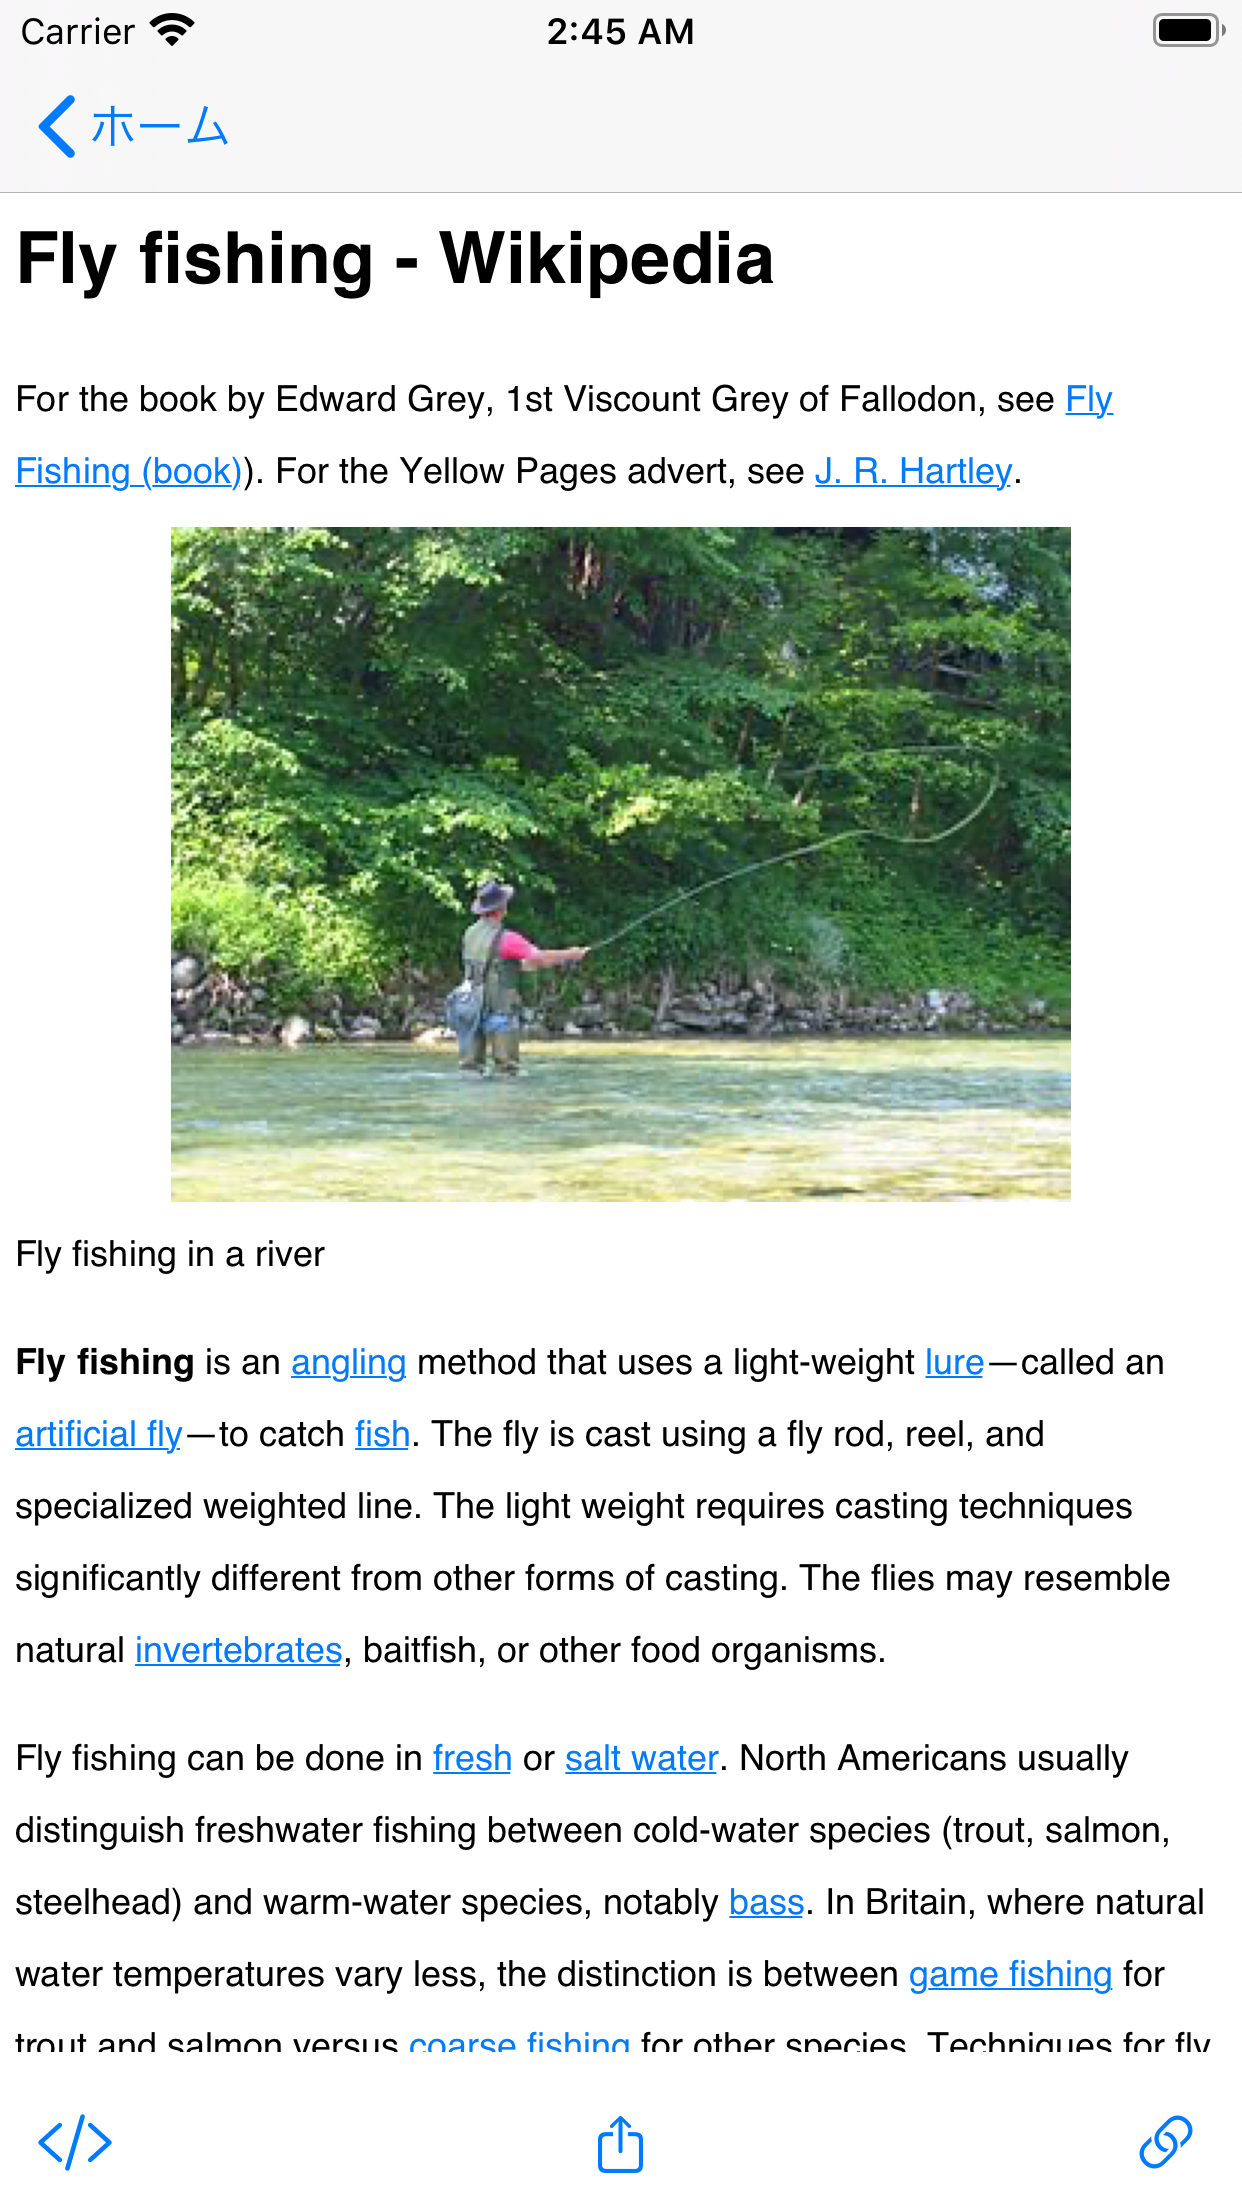 Carrier 2:45 AM
ホーム
Fly fishing - Wikipedia
For the book by Edward Grey, 1st Viscount Grey of Fallodon, see Fly
Fishing (book)). For the Yellow Pages advert, see J. R. Hartley.
Fly fishing in a river
Fly fishing is an angling method that uses a light-weight lure—called an
artificial fly—to catch fish. The fly is cast using a fly rod, reel, and
specialized weighted line. The light weight requires casting techniques
significantly different from other forms of casting. The flies may resemble
natural invertebrates, baitfish, or other food organisms.
Fly fishing can be done in fresh or salt water. North Americans usually
distinguish freshwater fishing between cold-water species (trout, salmon,
steelhead) and warm-water species, notably bass. In Britain, where natural
water temperatures vary less, the distinction is between game fishing for
trout and salmon versus coarse fishing for other species. Techniques for fly